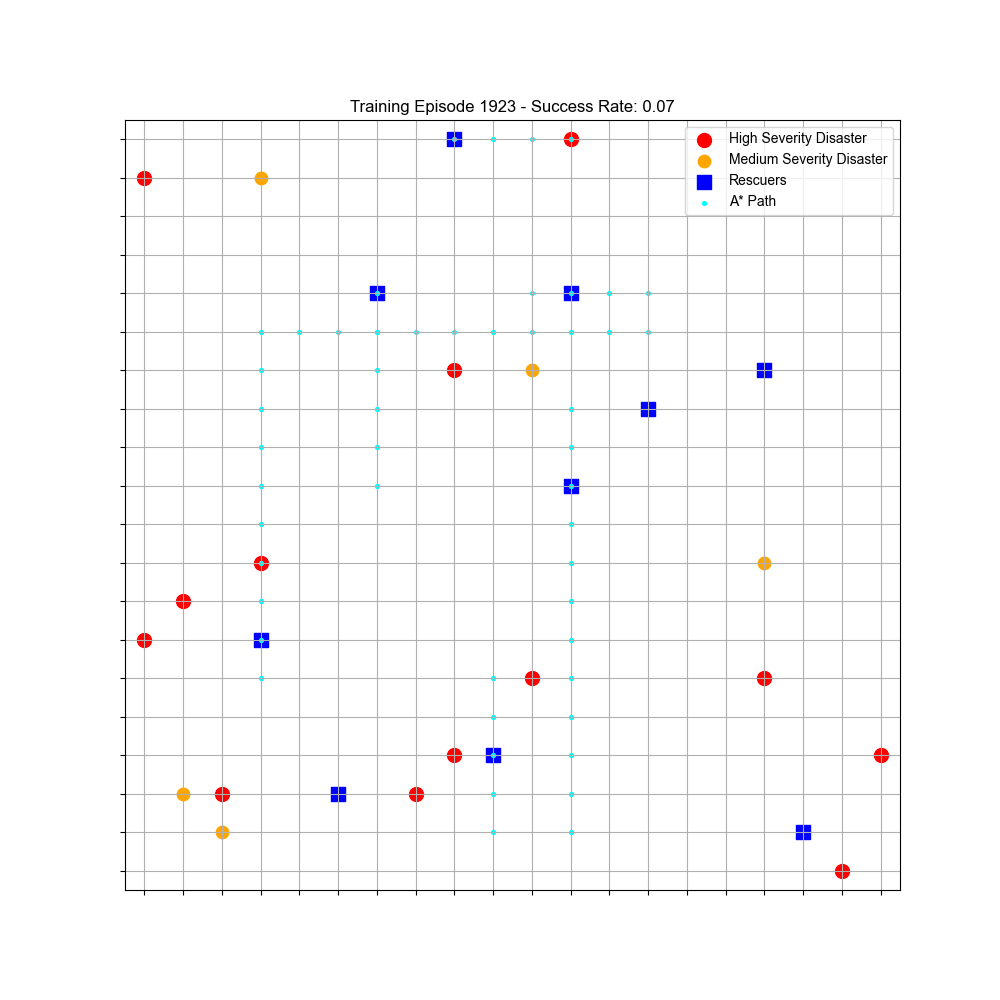 Training Episode 1923 - Success Rate: 0.07
High Severity Disaster
Medium Severity Disaster
Rescuers
A* Path